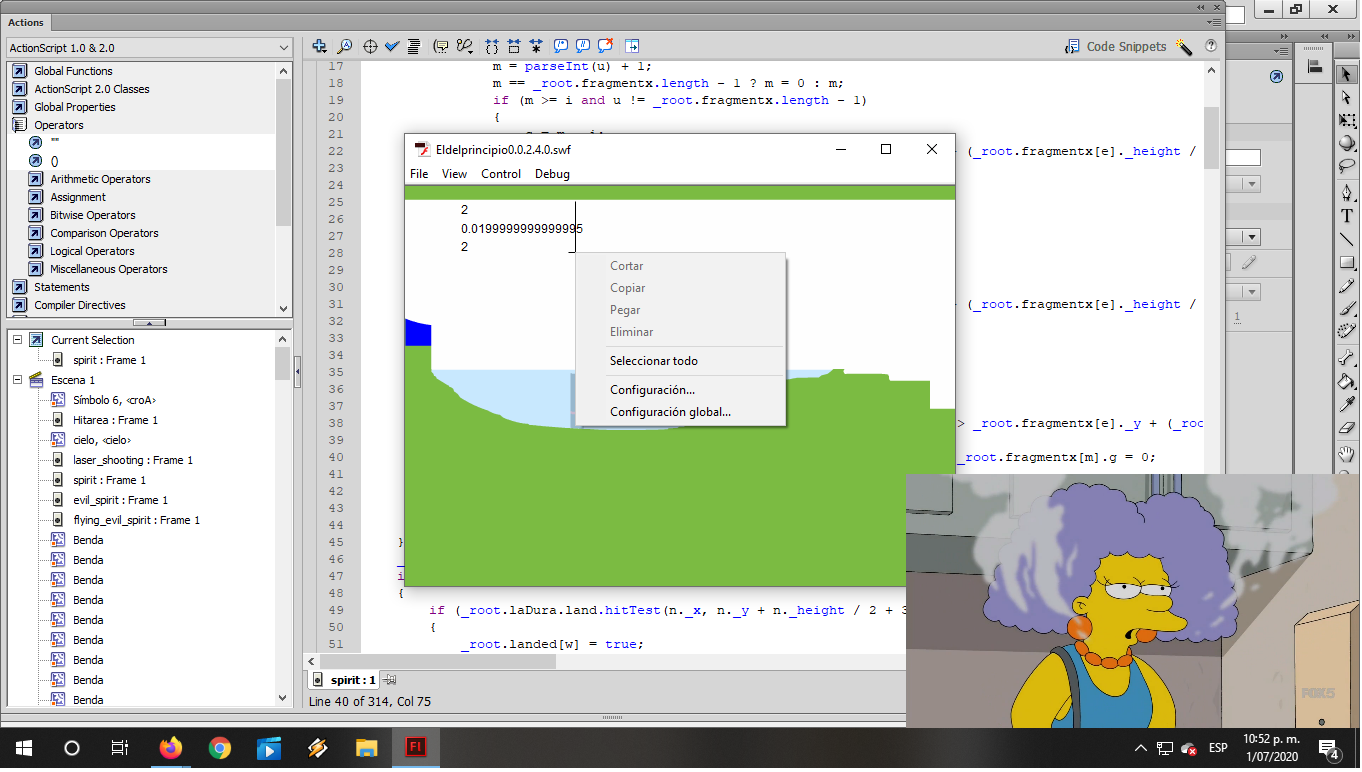 Actions
ActionScript 1.0 & 2.0
Global Functions
ActionScript 2.0 Classes
Global Properties
Operators
""
()
Arithmetic Operators
Assignment
Bitwise Operators
Comparison Operators
Logical Operators
Miscellaneous Operators
Statements
Compiler Directives
Current Selection
spirit : Frame 1
Escena 1
Símbolo 6, <croA>
Hitarea : Frame 1
cielo, <cielo>
laser_shooting : Frame 1
spirit : Frame 1
evil_spirit : Frame 1
flying_evil_spirit : Frame 1
Benda
Benda
Benda
Benda
Benda
Benda
Benda
Benda
Benda
Code Snippets
17 m = parseInt(u) + 1;
18 m == _root.fragmentx.length - 1 ? m = 0 : m;
19 if (m >= i and u != _root.fragmentx.length - 1)
20 {
21
22 (_root.fragmentx[e]._height /
23
24
25
26
27
28
29
30
31 (_root.fragmentx[e]._height /
32
33
34
35
36
37
38 > _root.fragmentx[e]._y + (_roo
39
40 _root.fragmentx[m].g = 0;
41
42
43
44
45 }
46
47
48 {
49 if (_root.laDura.land.hitTest(n._x, n._y + n._height / 2 + 3
50 {
51 _root.landed[w] = true;
spirit : 1
Line 40 of 314, Col 75
Eldelprincipio0.0.2.4.0.swf
File View Control Debug
2
0.0199999999999995
2
Cortar
Copiar
Pegar
Eliminar
Seleccionar todo
Configuración...
Configuración global...
1
FOX5
Fl
ESP
10:52 p. m.
1/07/2020
4